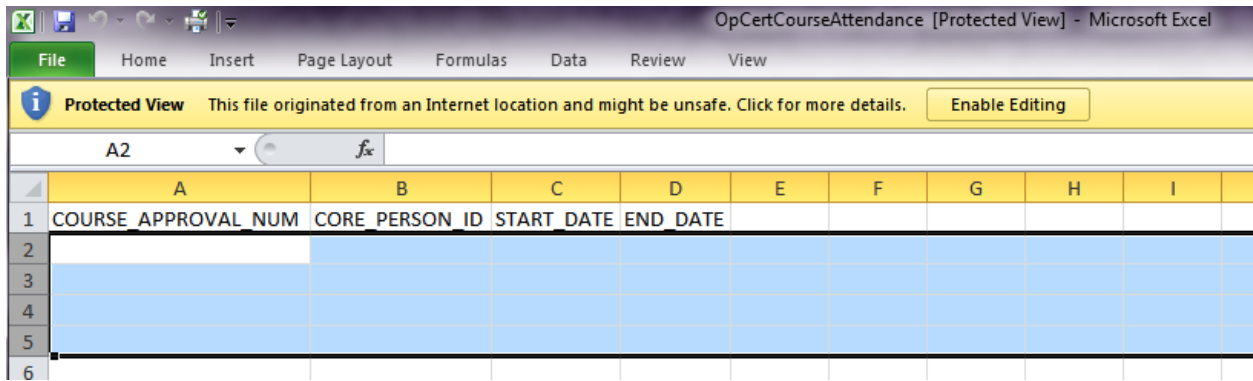 OpCertCourseAttendance [Protected View] - Microsoft Excel
File Home Insert Page Layout Formulas Data Review View
Protected View This file originated from an Internet location and might be unsafe. Click for more details. Enable Editing
A2 fx
A B C D E F G H I
1 COURSE_APPROVAL_NUM CORE_PERSON_ID START_DATE END_DATE
2
3
4
5
6